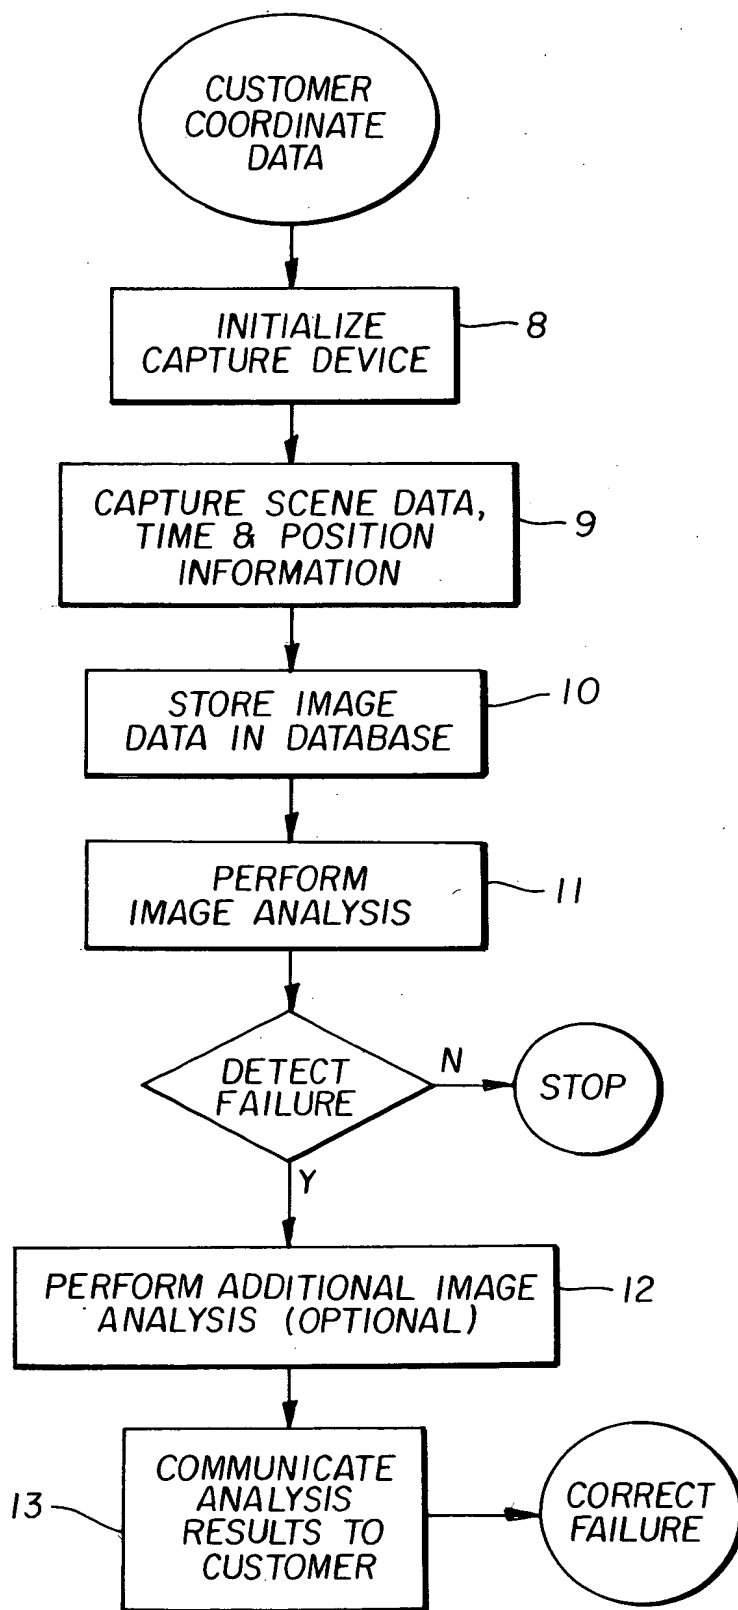 CUSTOMER
COORDINATE
DATA
INITIALIZE
CAPTURE DEVICE
8
CAPTURE SCENE DATA,
TIME & POSITION
INFORMATION
9
STORE IMAGE
DATA IN DATABASE
10
PERFORM
IMAGE ANALYSIS
11
DETECT
FAILURE
N
STOP
Y
PERFORM ADDITIONAL IMAGE
ANALYSIS (OPTIONAL)
12
COMMUNICATE
ANALYSIS
RESULTS TO
CUSTOMER
13
CORRECT
FAILURE